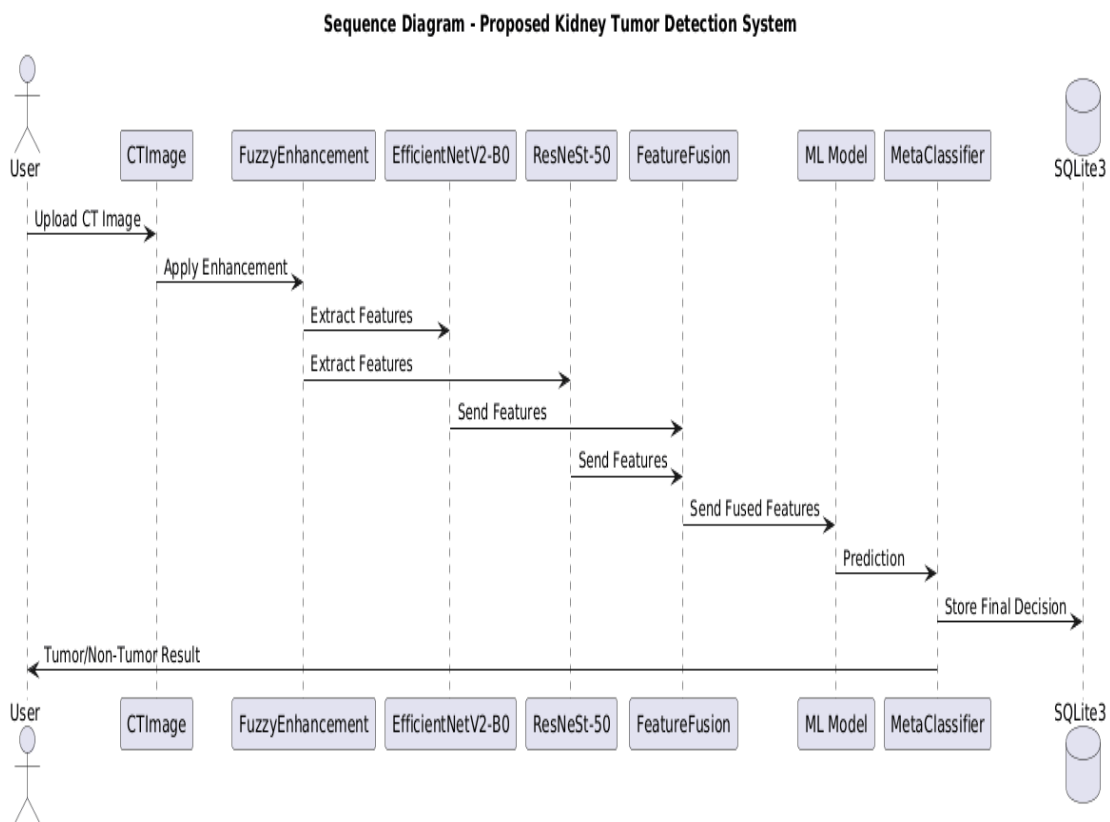 Sequence Diagram - Proposed Kidney Tumor Detection System
User
CTImage
FuzzyEnhancement
EfficientNetV2-B0
ResNeSt-50
FeatureFusion
ML Model
MetaClassifier
SQLite3
Upload CT Image
Apply Enhancement
Extract Features
Extract Features
Send Features
Send Features
Send Fused Features
Prediction
Store Final Decision
Tumor/Non-Tumor Result
User
CTImage
FuzzyEnhancement
EfficientNetV2-B0
ResNeSt-50
FeatureFusion
ML Model
MetaClassifier
SQLite3